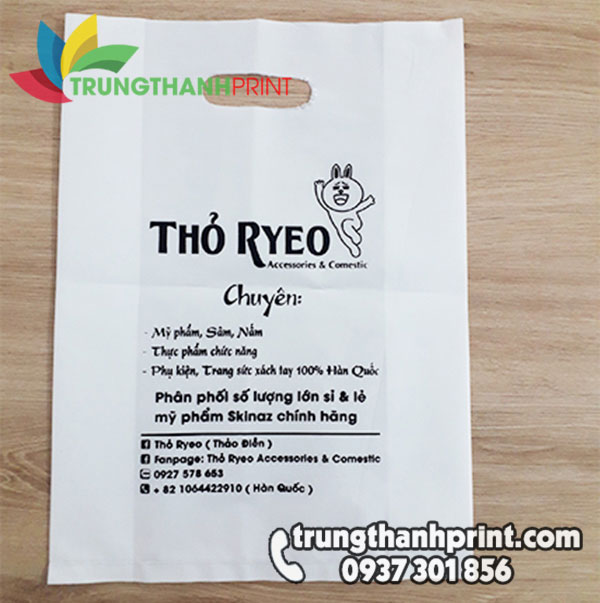 TRUNGTHANHPRINT
THỎ RYEO
Accessories & Comestic
Chuyên:
- Mỹ phẩm, Sâm, Nấm
- Thực phẩm chức năng
- Phụ kiện, Trang sức xách tay 100% Hàn Quốc
Phân phối số lượng lớn sỉ & lẻ
mỹ phẩm Skinaz chính hãng
Thỏ Ryeo ( Thảo Điền )
Fanpage: Thỏ Ryeo Accessories & Comestic
0927 578 653
+ 82 1064422910 ( Hàn Quốc )
trungthanhprint.com
0937 301 856